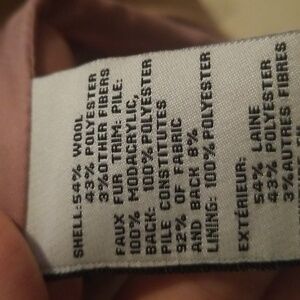 SHELL: 54% WOOL
43% POLYESTER
3% OTHER FIBERS
FAUX FUR TRIM: PILE:
100% MODACRYLIC,
BACK: 100% POLYESTER
PILE CONSTITUTES
92% OF FABRIC
AND BACK 8%
LINING: 100% POLYESTER
EXTÉRIEUR:
54% LAINE
43% POLYESTER
3% AUTRES FIBRES